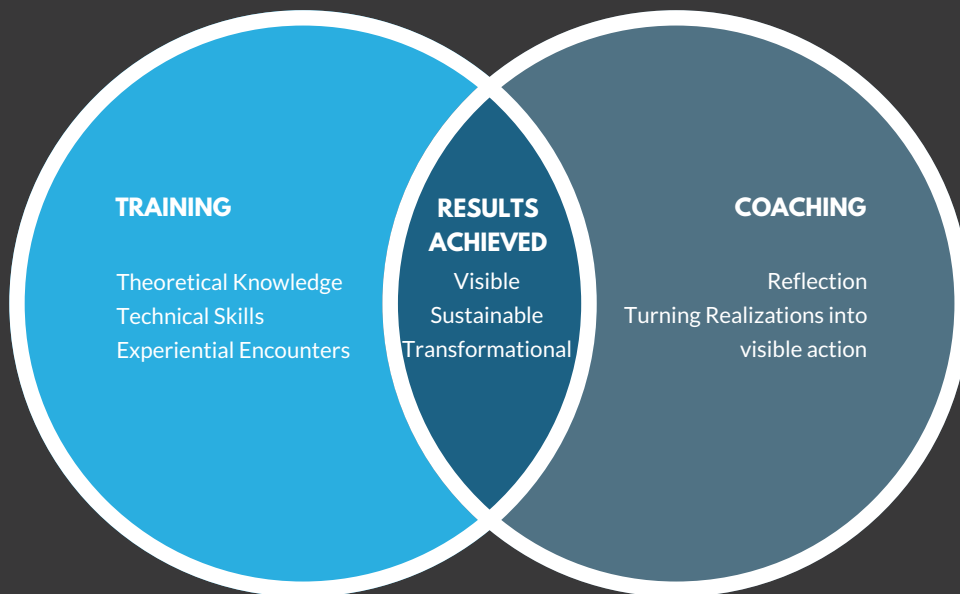 TRAINING
Theoretical Knowledge
Technical Skills
Experiential Encounters
RESULTS
ACHIEVED
Visible
Sustainable
Transformational
COACHING
Reflection
Turning Realizations into
visible action